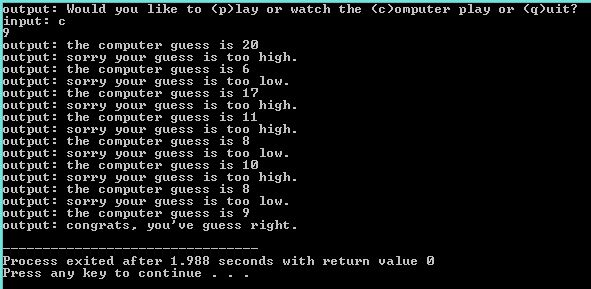 output: Would you like to (p)lay or watch the (c)omputer play or (q)uit?
input: c
9
output: the computer guess is 20
output: sorry your guess is too high.
output: the computer guess is 6
output: sorry your guess is too low.
output: the computer guess is 17
output: sorry your guess is too high.
output: the computer guess is 11
output: sorry your guess is too high.
output: the computer guess is 8
output: sorry your guess is too low.
output: the computer guess is 10
output: sorry your guess is too high.
output: the computer guess is 8
output: sorry your guess is too low.
output: the computer guess is 9
output: congrats, you've guess right.
--------------------------------
Process exited after 1.988 seconds with return value 0
Press any key to continue . . .